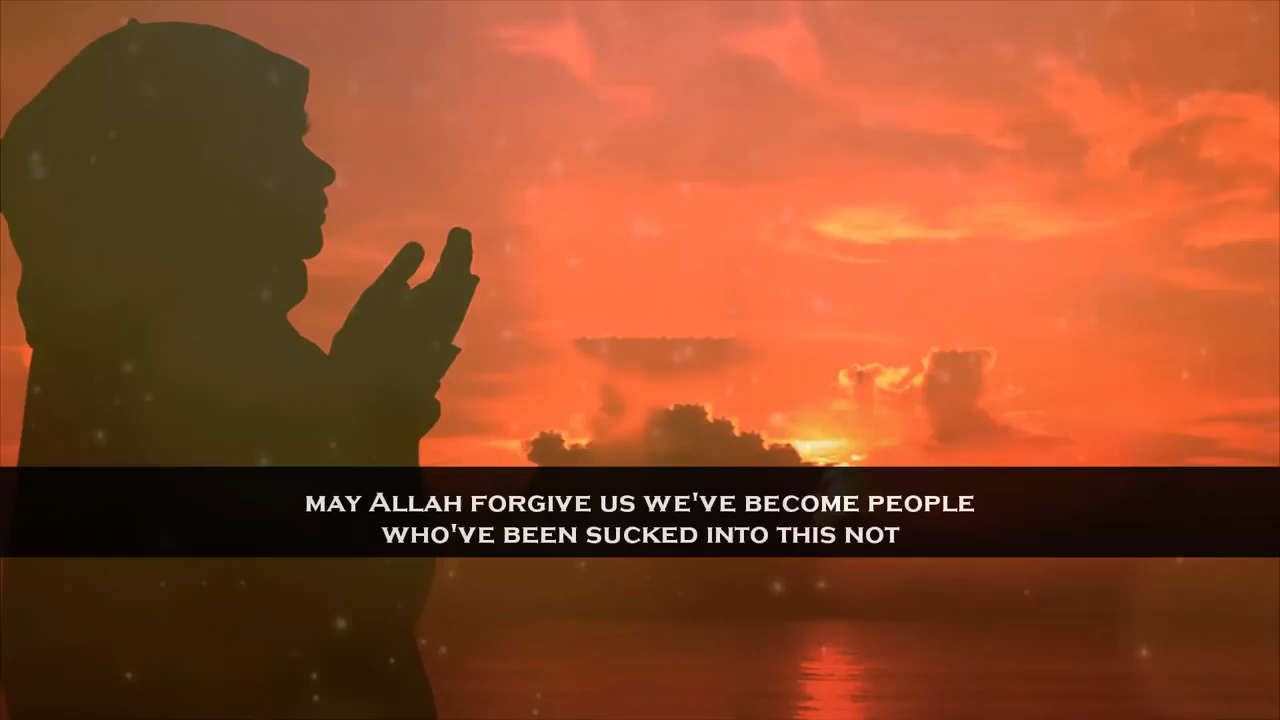 MAY ALLAH FORGIVE US WE'VE BECOME PEOPLE
WHO'VE BEEN SUCKED INTO THIS NOT